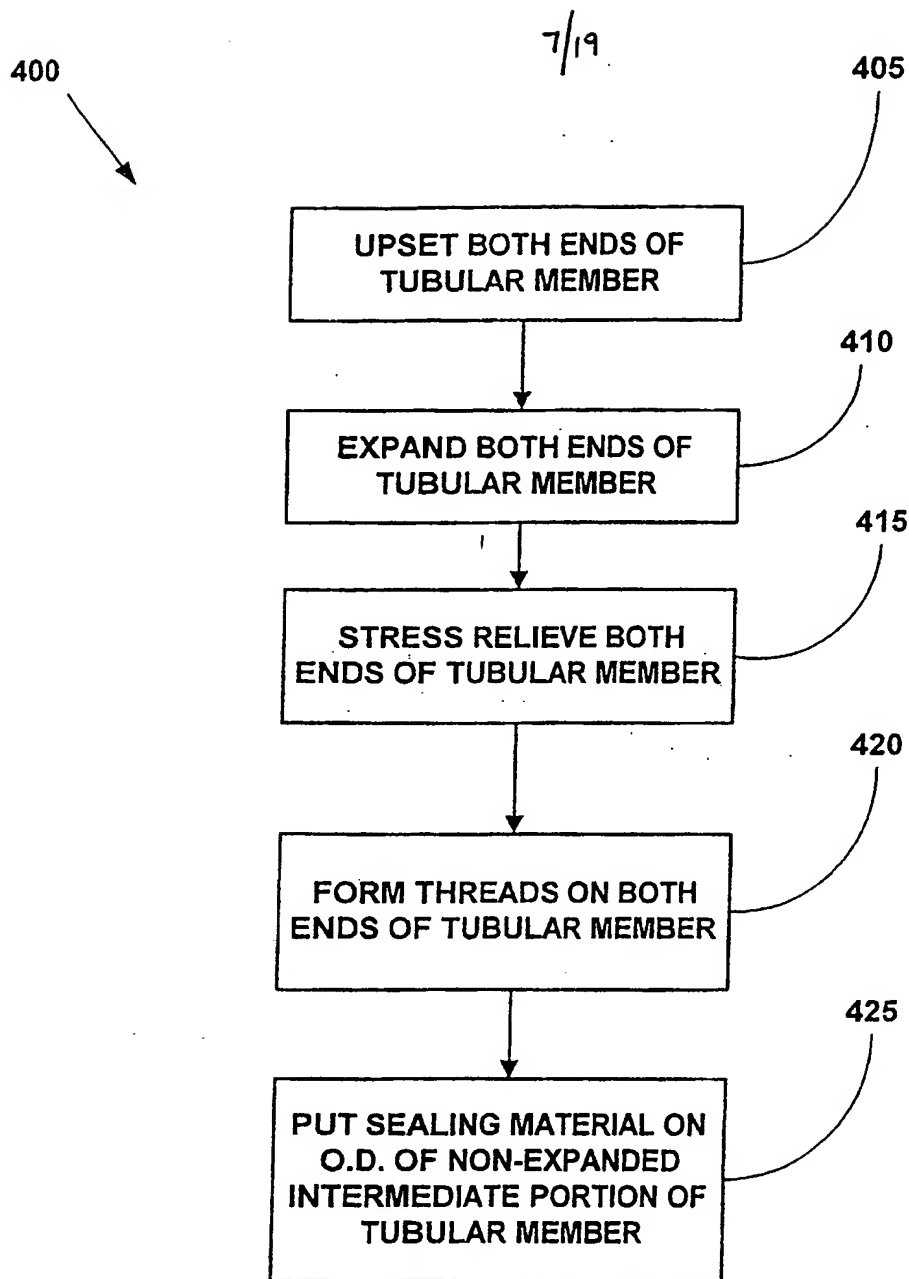 7/19
400
405
UPSET BOTH ENDS OF
TUBULAR MEMBER
410
EXPAND BOTH ENDS OF
TUBULAR MEMBER
415
STRESS RELIEVE BOTH
ENDS OF TUBULAR MEMBER
420
FORM THREADS ON BOTH
ENDS OF TUBULAR MEMBER
425
PUT SEALING MATERIAL ON
O.D. OF NON-EXPANDED
INTERMEDIATE PORTION OF
TUBULAR MEMBER